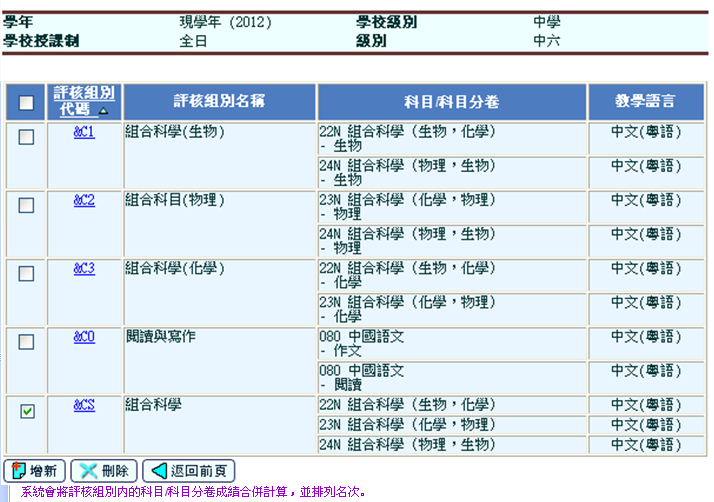 學年 現學年 (2012) 學校級別 中學
學校授課制 全日 級別 中六
評核組別代碼 評核組別名稱 科目/科目分卷 教學語言
&C1 組合科學(生物) 22N 組合科學 (生物，化學) 中文(粵語)
- 生物
24N 組合科學 (物理，生物) 中文(粵語)
- 生物
&C2 組合科目(物理) 23N 組合科學 (化學，物理) 中文(粵語)
- 物理
24N 組合科學 (物理，生物) 中文(粵語)
- 物理
&C3 組合科學(化學) 22N 組合科學 (生物，化學) 中文(粵語)
- 化學
23N 組合科學 (化學，物理) 中文(粵語)
- 化學
&CO 閱讀與寫作 080 中國語文 中文(粵語)
- 作文
080 中國語文 中文(粵語)
- 閱讀
&CS 組合科學 22N 組合科學 (生物，化學) 中文(粵語)
23N 組合科學 (化學，物理) 中文(粵語)
24N 組合科學 (物理，生物) 中文(粵語)
增新 刪除 返回前頁
系統會將評核組別內的科目/科目分卷成績合併計算，並排列名次。